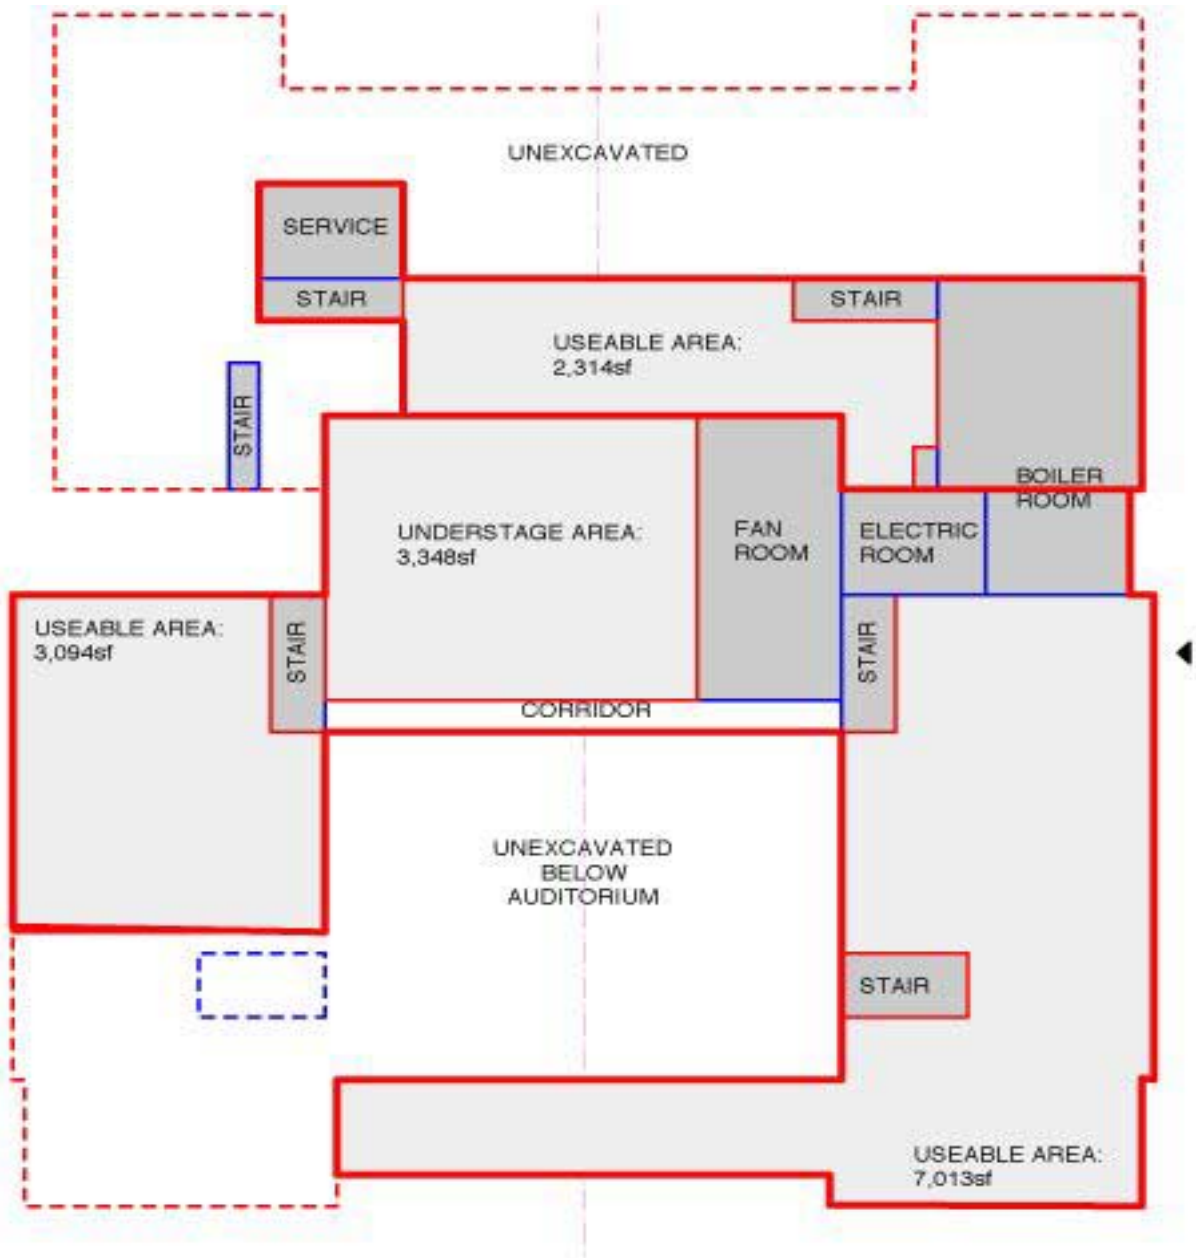 UNEXCAVATED
SERVICE
STAIR
STAIR
USEABLE AREA:
2,314sf
STAIR
BOILER
ROOM
UNDERSTAGE AREA:
3,348sf
FAN
ROOM
ELECTRIC
ROOM
USEABLE AREA:
3,094sf
STAIR
STAIR
CORRIDOR
UNEXCAVATED
BELOW
AUDITORIUM
STAIR
USEABLE AREA:
7,013sf